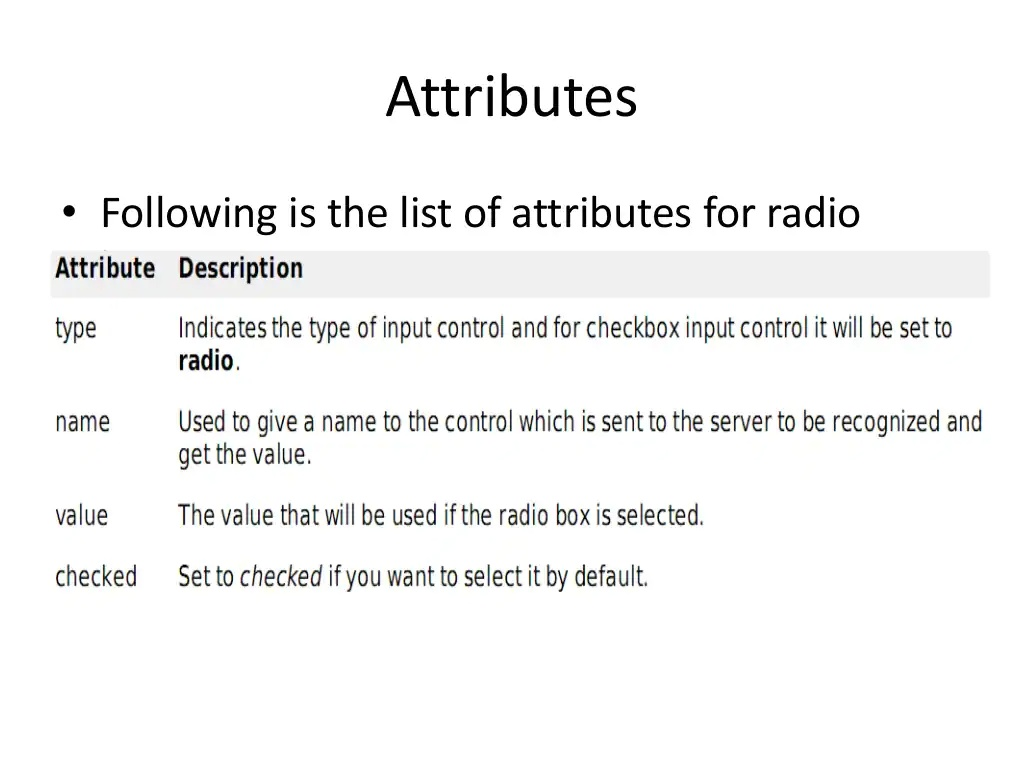 Attributes
• Following is the list of attributes for radio
Attribute Description
type Indicates the type of input control and for checkbox input control it will be set to
radio.
name Used to give a name to the control which is sent to the server to be recognized and
get the value.
value The value that will be used if the radio box is selected.
checked Set to checked if you want to select it by default.